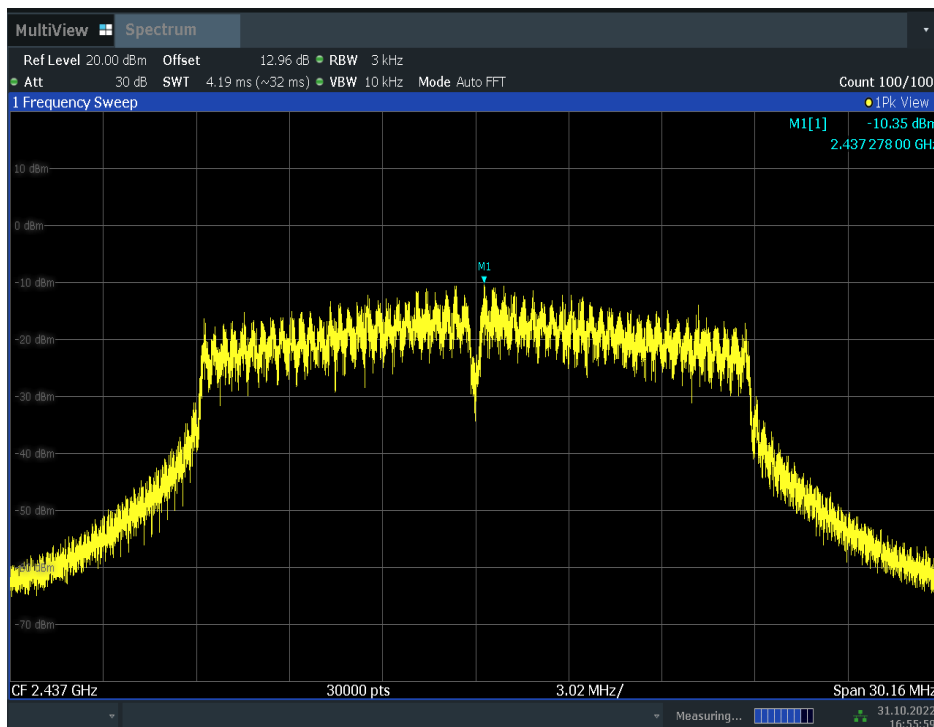 MultiView Spectrum
Ref Level 20.00 dBm Offset 12.96 dB RBW 3 kHz
Att 30 dB SWT 4.19 ms (~32 ms) VBW 10 kHz Mode Auto FFT Count 100/100
1 Frequency Sweep 1Pk View
M1[1] -10.35 dBm
2.437 278 00 GHz
M1
10 dBm
0 dBm
-10 dBm
-20 dBm
-30 dBm
-40 dBm
-50 dBm
-60 dBm
-70 dBm
CF 2.437 GHz 30000 pts 3.02 MHz/ Span 30.16 MHz
Measuring... 31.10.2022
16:55:50